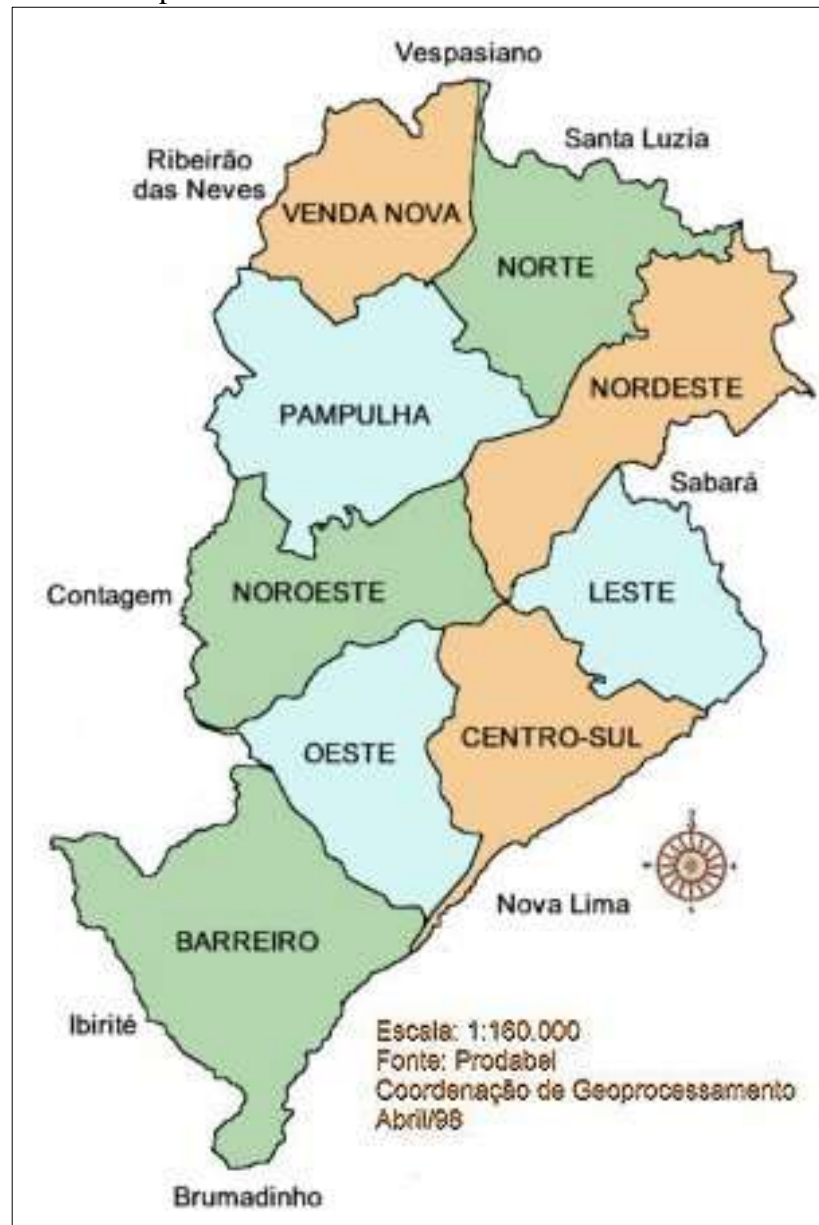 Vespasiano
Santa Luzia
Ribeirão
das Neves
VENDA NOVA
NORTE
NORDESTE
PAMPULHA
Sabará
Contagem
NOROESTE
LESTE
OESTE
CENTRO-SUL
Nova Lima
BARREIRO
Ibirité
Escala: 1:160.000
Fonte: Prodabel
Coordenação de Geoprocessamento
Abril/98
Brumadinho